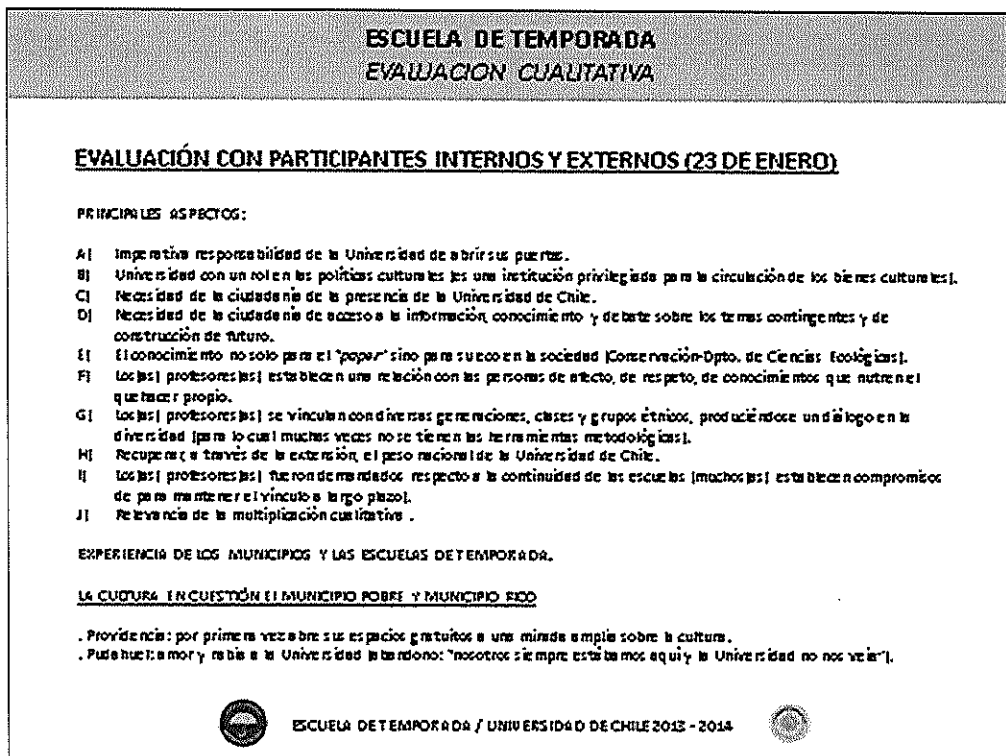 ESCUELA DE TEMPORADA
EVALUACION CUALITATIVA
EVALUACIÓN CON PARTICIPANTES INTERNOS Y EXTERNOS (23 DE ENERO)
PRINCIPALES ASPECTOS:
A) Imperativa responsabilidad de la Universidad de abrir sus puertas.
B) Universidad con un rol en las políticas culturales (es una institución privilegiada para la circulación de los bienes culturales).
C) Necesidad de la ciudadanía de la presencia de la Universidad de Chile.
D) Necesidad de la ciudadanía de acceso a la información, conocimiento y debate sobre los temas contingentes y de
construcción de futuro.
E) El conocimiento no solo para el "paper" sino para su eco en la sociedad (Conservación-Dpto. de Ciencias Ecológicas).
F) Los(as) profesores(as) establecen una relación con las personas de afecto, de respeto, de conocimientos que nutren el
quehacer propio.
G) Los(as) profesores(as) se vinculan con diversas generaciones, clases y grupos étnicos, produciéndose un diálogo en la
diversidad (para lo cual muchas veces no se tienen las herramientas metodológicas).
H) Recuperar, a través de la extensión, el peso nacional de la Universidad de Chile.
I) Los(as) profesores(as) fueron demandados respecto a la continuidad de las escuelas (muchos(as) establecen compromisos
de para mantener el vínculo a largo plazo).
J) Relevancia de la multiplicación cualitativa .
EXPERIENCIA DE LOS MUNICIPIOS Y LAS ESCUELAS DE TEMPORADA.
LA CULTURA EN CUESTIÓN El MUNICIPIO POBRE Y MUNICIPIO RICO
. Providencia: por primera vez abre sus espacios gratuitos a una mirada amplia sobre la cultura.
. Pudahuel: amor y rabia a la Universidad (abandono: "nosotros siempre estábamos aquí y la Universidad no nos veía").
ESCUELA DE TEMPORADA / UNIVERSIDAD DE CHILE 2013 - 2014